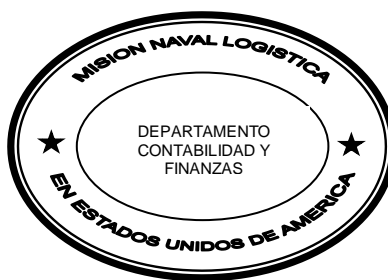 MISION NAVAL LOGISTICA
DEPARTAMENTO
CONTABILIDAD Y
FINANZAS
EN ESTADOS UNIDOS DE AMERICA